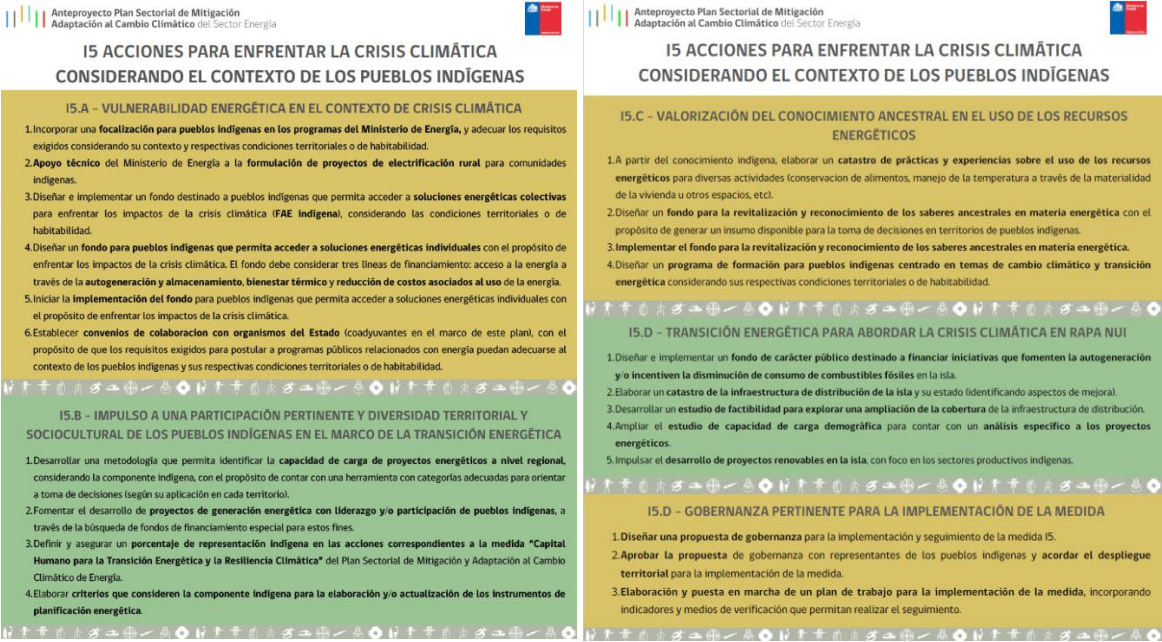 Anteproyecto Plan Sectorial de Mitigación
Adaptación al Cambio Climático del Sector Energía
I5 ACCIONES PARA ENFRENTAR LA CRISIS CLIMÁTICA
CONSIDERANDO EL CONTEXTO DE LOS PUEBLOS INDÍGENAS
I5.A – VULNERABILIDAD ENERGÉTICA EN EL CONTEXTO DE CRISIS CLIMÁTICA
1.Incorporar una focalización para pueblos indígenas en los programas del Ministerio de Energía, y adecuar los requisitos
exigidos considerando su contexto y respectivas condiciones territoriales o de habitabilidad.
2.Apoyo técnico del Ministerio de Energía a la formulación de proyectos de electrificación rural para comunidades
indígenas.
3.Diseñar e implementar un fondo destinado a pueblos indígenas que permita acceder a soluciones energéticas colectivas
para enfrentar los impactos de la crisis climática (FAE indígena), considerando las condiciones territoriales o de
habitabilidad.
4.Diseñar un fondo para pueblos indígenas que permita acceder a soluciones energéticas individuales con el propósito de
enfrentar los impactos de la crisis climática. El fondo debe considerar tres líneas de financiamiento: acceso a la energía a
través de la autogeneración y almacenamiento, bienestar térmico y reducción de costos asociados al uso de la energía.
5.Iniciar la implementación del fondo para pueblos indígenas que permita acceder a soluciones energéticas individuales con
el propósito de enfrentar los impactos de la crisis climática.
6.Establecer convenios de colaboracion con organismos del Estado (coadyuvantes en el marco de este plan), con el
propósito de que los requisitos exigidos para postular a programas públicos relacionados con energía puedan adecuarse al
contexto de los pueblos indígenas y sus respectivas condiciones territoriales o de habitabilidad.
I5.B – IMPULSO A UNA PARTICIPACIÓN PERTINENTE Y DIVERSIDAD TERRITORIAL Y
SOCIOCULTURAL DE LOS PUEBLOS INDÍGENAS EN EL MARCO DE LA TRANSICIÓN ENERGÉTICA
1.Desarrollar una metodología que permita identificar la capacidad de carga de proyectos energéticos a nivel regional,
considerando la componente indígena, con el propósito de contar con una herramienta con categorías adecuadas para orientar
a toma de decisiones (según su aplicación en cada territorio).
2.Fomentar el desarrollo de proyectos de generación energética con liderazgo y/o participación de pueblos indígenas, a
través de la búsqueda de fondos de financiamiento especial para estos fines.
3.Definir y asegurar un porcentaje de representación indígena en las acciones correspondientes a la medida "Capital
Humano para la Transición Energética y la Resiliencia Climática" del Plan Sectorial de Mitigación y Adaptación al Cambio
Climático de Energía.
4.Elaborar criterios que consideren la componente indígena para la elaboración y/o actualización de los instrumentos de
planificación energética.
Anteproyecto Plan Sectorial de Mitigación
Adaptación al Cambio Climático del Sector Energía
I5 ACCIONES PARA ENFRENTAR LA CRISIS CLIMÁTICA
CONSIDERANDO EL CONTEXTO DE LOS PUEBLOS INDÍGENAS
I5.C – VALORIZACIÓN DEL CONOCIMIENTO ANCESTRAL EN EL USO DE LOS RECURSOS
ENERGÉTICOS
1.A partir del conocimiento indígena, elaborar un catastro de prácticas y experiencias sobre el uso de los recursos
energéticos para diversas actividades (conservacion de alimentos, manejo de la temperatura a través de la materialidad
de la vivienda u otros espacios, etc).
2.Diseñar un fondo para la revitalización y reconocimiento de los saberes ancestrales en materia energética con el
propósito de generar un insumo disponible para la toma de decisiones en territorios de pueblos indígenas.
3.Implementar el fondo para la revitalización y reconocimiento de los saberes ancestrales en materia energética.
4.Diseñar un programa de formación para pueblos indígenas centrado en temas de cambio climático y transición
energética considerando sus respectivas condiciones territoriales o de habitabilidad.
I5.D – TRANSICIÓN ENERGÉTICA PARA ABORDAR LA CRISIS CLIMÁTICA EN RAPA NUI
1.Diseñar e implementar un fondo de carácter público destinado a financiar iniciativas que fomenten la autogeneración
y/o incentiven la disminución de consumo de combustibles fósiles en la isla.
2.Elaborar un catastro de la infraestructura de distribución de la isla y su estado (identificando aspectos de mejora).
3.Desarrollar un estudio de factibilidad para explorar una ampliación de la cobertura de la infraestructura de distribución.
4.Ampliar el estudio de capacidad de carga demográfica para contar con un análisis específico a los proyectos
energéticos.
5.Impulsar el desarrollo de proyectos renovables en la isla, con foco en los sectores productivos indígenas.
I5.D – GOBERNANZA PERTINENTE PARA LA IMPLEMENTACIÓN DE LA MEDIDA
1.Diseñar una propuesta de gobernanza para la implementación y seguimiento de la medida I5.
2.Aprobar la propuesta de gobernanza con representantes de los pueblos indígenas y acordar el despliegue
territorial para la implementación de la medida.
3.Elaboración y puesta en marcha de un plan de trabajo para la implementación de la medida, incorporando
indicadores y medios de verificación que permitan realizar el seguimiento.